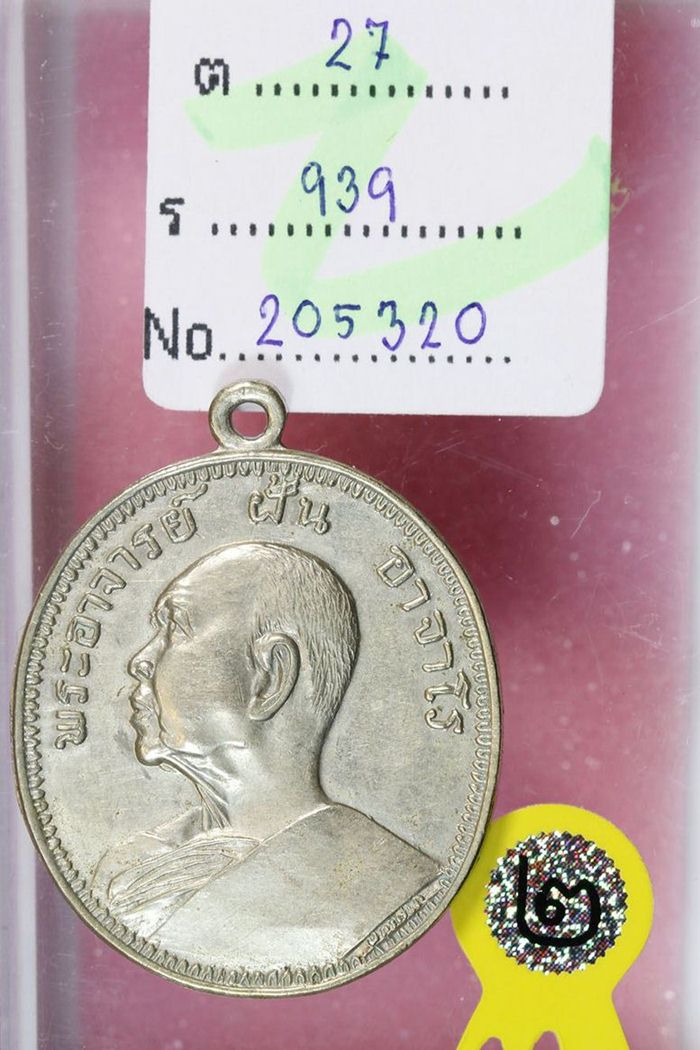 ต 27
ร 939
No. 205320
พระอาจารย์ ฝั้น อาจาโร
๒